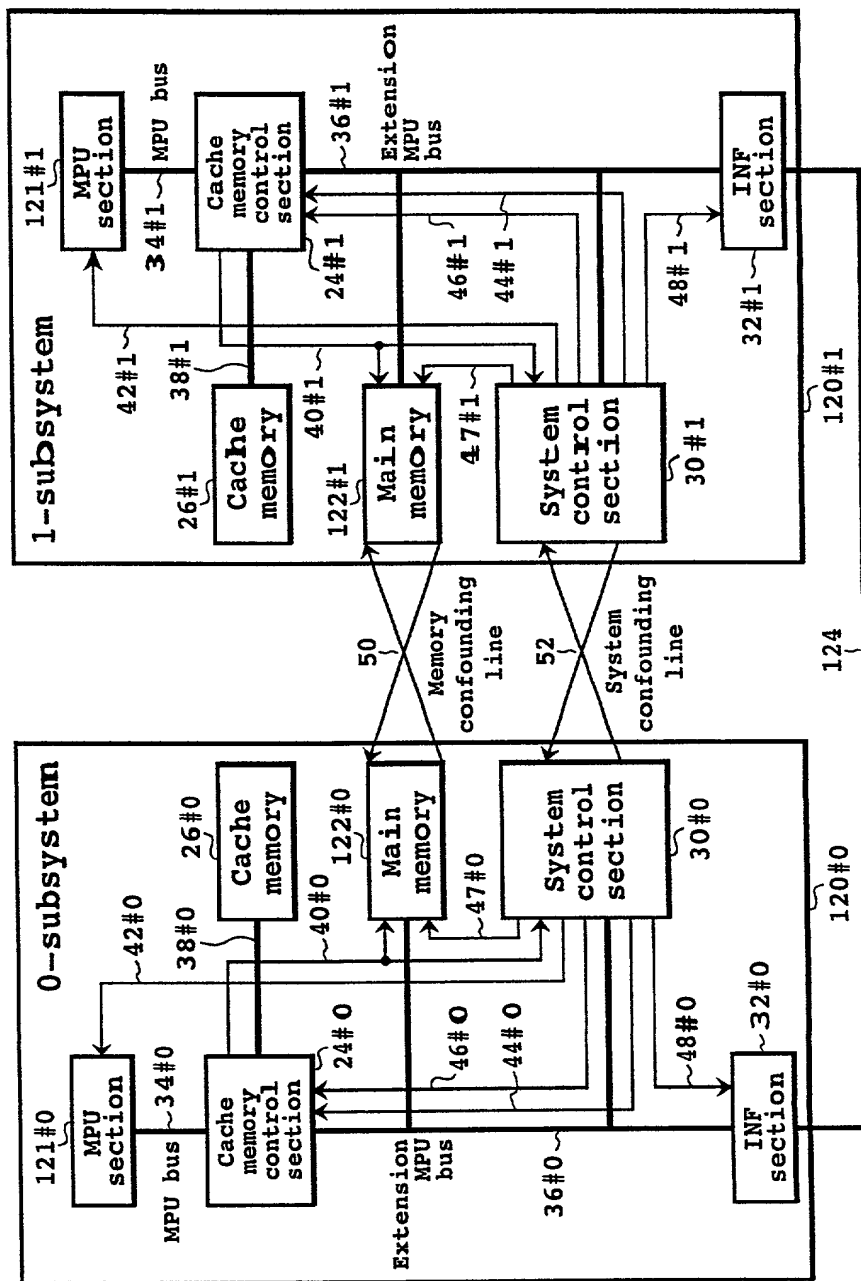 0-subsystem
121#0
MPU
section
MPU bus
34#0
42#0
Cache
memory
control
section
24#0
38#0
26#0
Cache
memory
40#0
122#0
Main
memory
Extension
MPU
bus
46#0
44#0
47#0
System
control
section
30#0
36#0
48#0
INF
section
32#0
120#0
50
Memory
confounding
line
52
System
confounding
line
124
1-subsystem
121#1
MPU
section
MPU bus
34#1
42#1
Cache
memory
control
section
24#1
38#1
26#1
Cache
memory
40#1
122#1
Main
memory
36#1
Extension
MPU
bus
46#1
44#1
47#1
System
control
section
30#1
48#1
INF
section
32#1
120#1